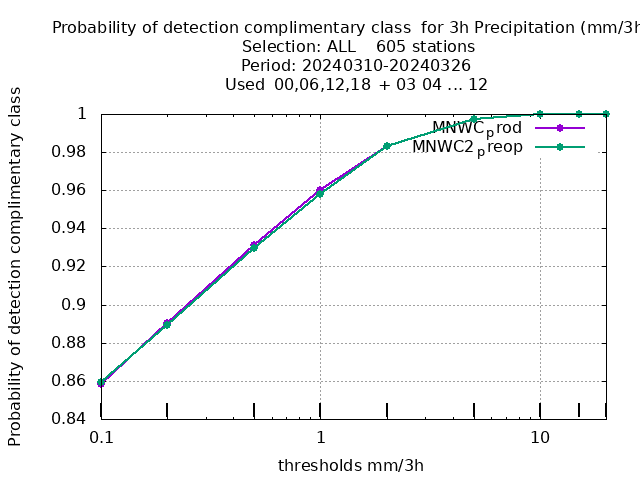 Probability of detection complimentary class for 3h Precipitation (mm/3h
Selection: ALL 605 stations
Period: 20240310-20240326
Used 00,06,12,18 + 03 04 ... 12
Probability of detection complimentary class
1
0.98
0.96
0.94
0.92
0.9
0.88
0.86
0.84
MNWCprod
MNWC2preop
0.1 1 10
thresholds mm/3h